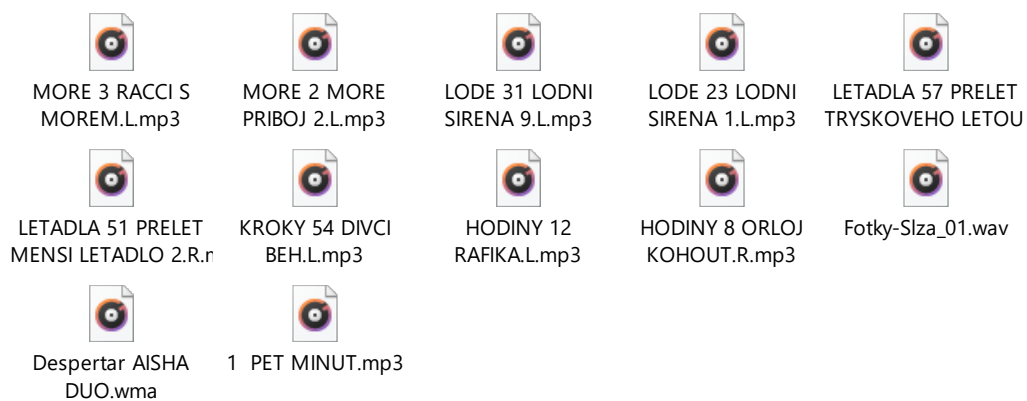 MORE 3 RACCI S
MOREM.L.mp3
MORE 2 MORE
PRIBOJ 2.L.mp3
LODE 31 LODNI
SIRENA 9.L.mp3
LODE 23 LODNI
SIRENA 1.L.mp3
LETADLA 57 PRELET
TRYSKOVEHO LETOU
LETADLA 51 PRELET
MENSI LETADLO 2.R.r
KROKY 54 DIVCI
BEH.L.mp3
HODINY 12
RAFIKA.L.mp3
HODINY 8 ORLOJ
KOHOUT.R.mp3
Fotky-Slza_01.wav
Despertar AISHA
DUO.wma
1  PET MINUT.mp3